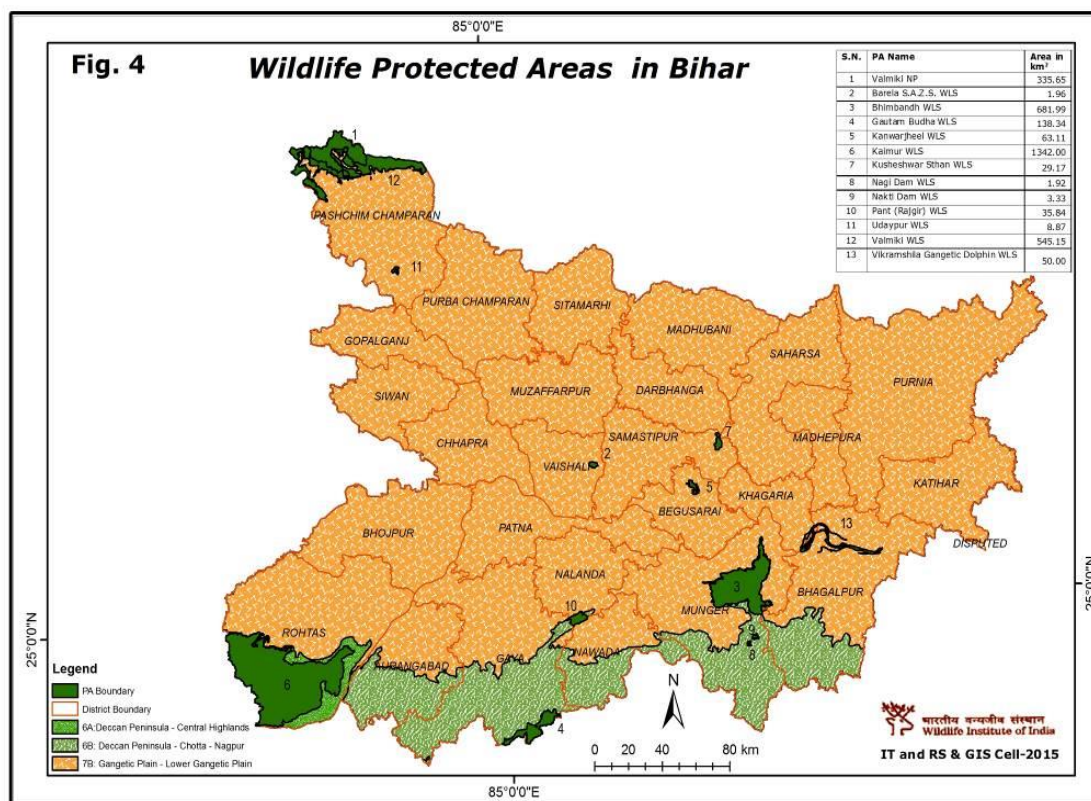 85°0'0"E
Fig. 4
Wildlife Protected Areas in Bihar
S.N. PA Name Area in km²
1 Valmiki NP 335.65
2 Barela S.A.Z.S. WLS 1.96
3 Bhimbandh WLS 681.99
4 Gautam Budha WLS 138.34
5 Kanwarjheel WLS 63.11
6 Kaimur WLS 1342.00
7 Kusheshwar Sthan WLS 29.17
8 Nagi Dam WLS 1.92
9 Nakti Dam WLS 3.33
10 Pant (Rajgir) WLS 35.84
11 Udaypur WLS 8.87
12 Valmiki WLS 545.15
13 Vikramshila Gangetic Dolphin WLS 50.00
1
12
PASHCHIM CHAMPARAN
11
PURBA CHAMPARAN
SITAMARHI
MADHUBANI
GOPALGANJ
SAHARSA
SIWAN
MUZAFFARPUR
DARBHANGA
PURNIA
CHHAPRA
SAMASTIPUR
7
MADHEPURA
VAISHALI
2
5
KHAGARIA
KATIHAR
BEGUSARAI
BHOJPUR
PATNA
13
DISPUTED
NALANDA
3
BHAGALPUR
10
MUNGER
25°0'0"N
25°0'0"N
ROHTAS
AURANGABAD
GAYA
NAWADA
8
6
4
N
0 20 40 80 km
Legend
PA Boundary
District Boundary
6A:Deccan Peninsula - Central Highlands
6B: Deccan Peninsula - Chotta - Nagpur
7B: Gangetic Plain - Lower Gangetic Plain
भारतीय वन्यजीव संस्थान
Wildlife Institute of India
IT and RS & GIS Cell-2015
85°0'0"E